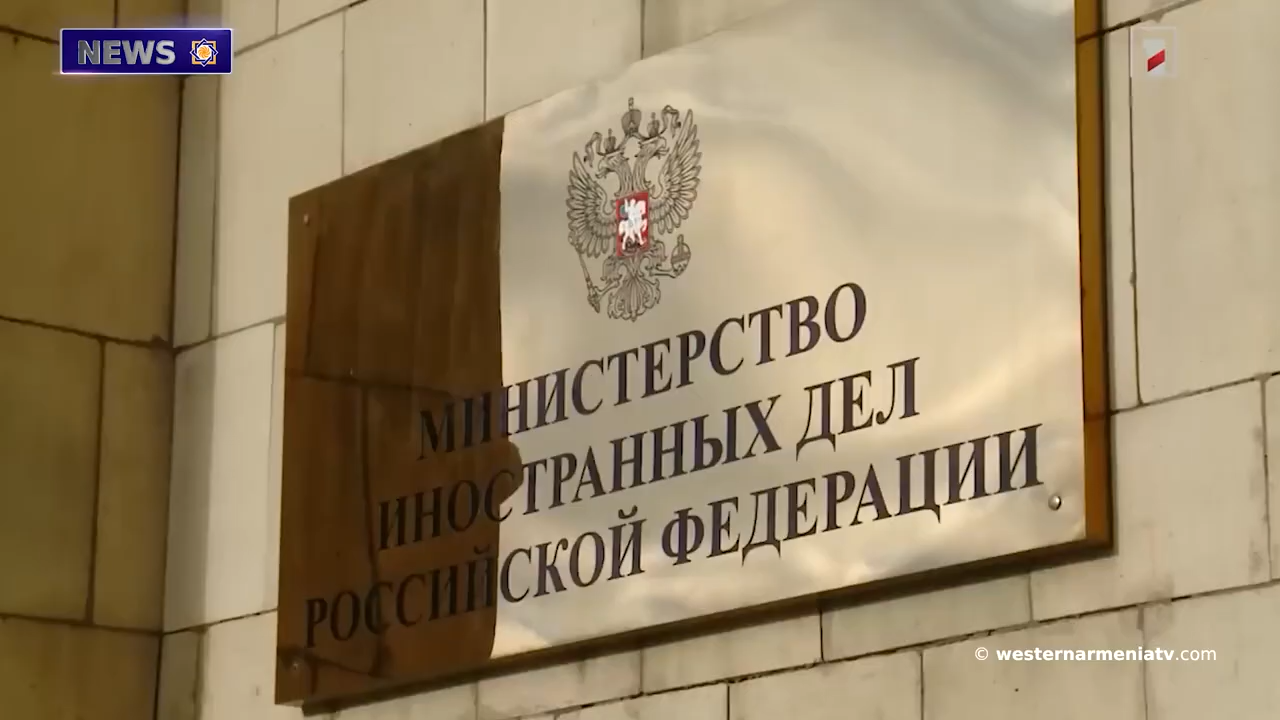 NEWS
МИНИСТЕРСТВО
ИНОСТРАННЫХ ДЕЛ
РОССИЙСКОЙ ФЕДЕРАЦИИ
© westernarmeniatv.com